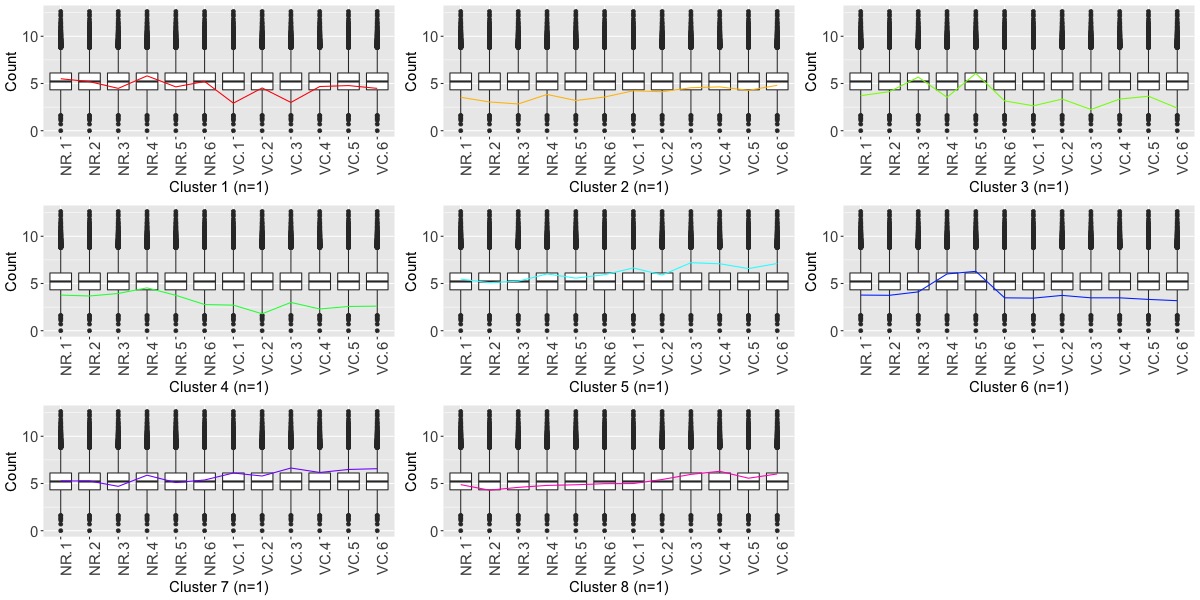 Count
10
5
0
NR.1 NR.2 NR.3 NR.4 NR.5 NR.6 VC.1 VC.2 VC.3 VC.4 VC.5 VC.6
Cluster 1 (n=1)
Count
10
5
0
NR.1 NR.2 NR.3 NR.4 NR.5 NR.6 VC.1 VC.2 VC.3 VC.4 VC.5 VC.6
Cluster 2 (n=1)
Count
10
5
0
NR.1 NR.2 NR.3 NR.4 NR.5 NR.6 VC.1 VC.2 VC.3 VC.4 VC.5 VC.6
Cluster 3 (n=1)
Count
10
5
0
NR.1 NR.2 NR.3 NR.4 NR.5 NR.6 VC.1 VC.2 VC.3 VC.4 VC.5 VC.6
Cluster 4 (n=1)
Count
10
5
0
NR.1 NR.2 NR.3 NR.4 NR.5 NR.6 VC.1 VC.2 VC.3 VC.4 VC.5 VC.6
Cluster 5 (n=1)
Count
10
5
0
NR.1 NR.2 NR.3 NR.4 NR.5 NR.6 VC.1 VC.2 VC.3 VC.4 VC.5 VC.6
Cluster 6 (n=1)
Count
10
5
0
NR.1 NR.2 NR.3 NR.4 NR.5 NR.6 VC.1 VC.2 VC.3 VC.4 VC.5 VC.6
Cluster 7 (n=1)
Count
10
5
0
NR.1 NR.2 NR.3 NR.4 NR.5 NR.6 VC.1 VC.2 VC.3 VC.4 VC.5 VC.6
Cluster 8 (n=1)